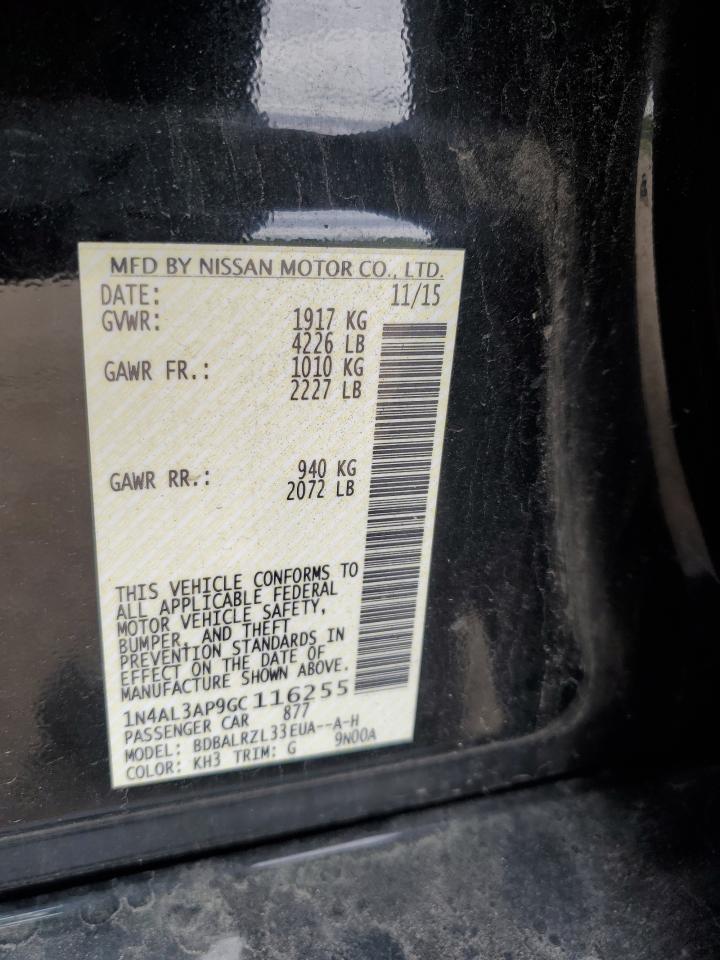 MFD BY NISSAN MOTOR CO., LTD.
DATE: 11/15
GVWR: 1917 KG
4226 LB
GAWR FR.: 1010 KG
2227 LB
GAWR RR.: 940 KG
2072 LB
THIS VEHICLE CONFORMS TO
ALL APPLICABLE FEDERAL
MOTOR VEHICLE SAFETY,
BUMPER, AND THEFT
PREVENTION STANDARDS IN
EFFECT ON THE DATE OF
MANUFACTURE SHOWN ABOVE.
1N4AL3AP9GC 116255
PASSENGER CAR 877
MODEL: BDBALRZL33EUA--A-H
COLOR: KH3 TRIM: G 9N00A